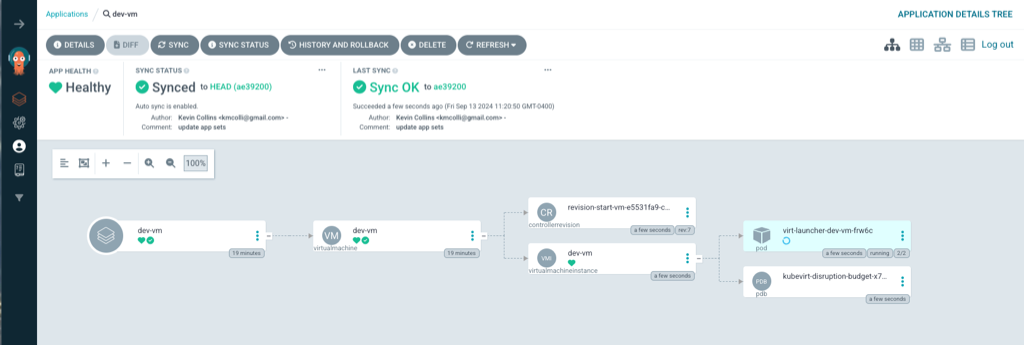 Applications / dev-vm
APPLICATION DETAILS TREE
DETAILS DIFF SYNC SYNC STATUS HISTORY AND ROLLBACK DELETE REFRESH
Log out
APP HEALTH
Healthy
SYNC STATUS
Synced to HEAD (ae39200)
Auto sync is enabled.
Author: Kevin Collins <kmcolli@gmail.com> -
Comment: update app sets
LAST SYNC
Sync OK to ae39200
Succeeded a few seconds ago (Fri Sep 13 2024 11:20:50 GMT-0400)
Author: Kevin Collins <kmcolli@gmail.com> -
Comment: update app sets
100%
dev-vm
19 minutes
VM
virtualmachine
dev-vm
19 minutes
CR
controllerrevision
revision-start-vm-e5531fa9-c...
a few seconds rev:7
VMI
virtualmachineinstance
dev-vm
a few seconds
pod
virt-launcher-dev-vm-frw6c
a few seconds running 2/2
PDB
pdb
kubevirt-disruption-budget-x7...
a few seconds